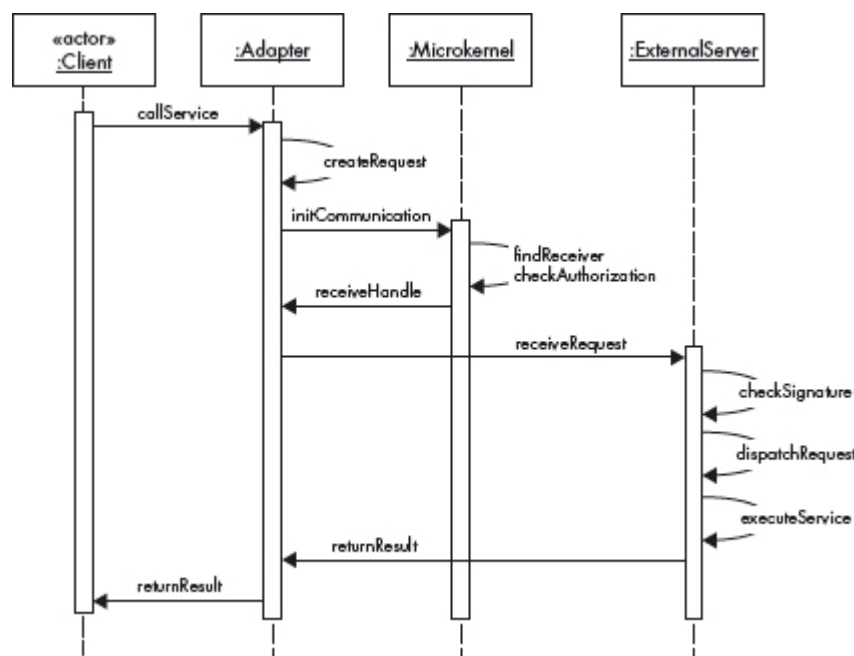 «actor»
:Client
:Adapter
:Microkernel
:ExternalServer
callService
createRequest
initCommunication
findReceiver
checkAuthorization
receiveHandle
receiveRequest
checkSignature
dispatchRequest
executeService
returnResult
returnResult